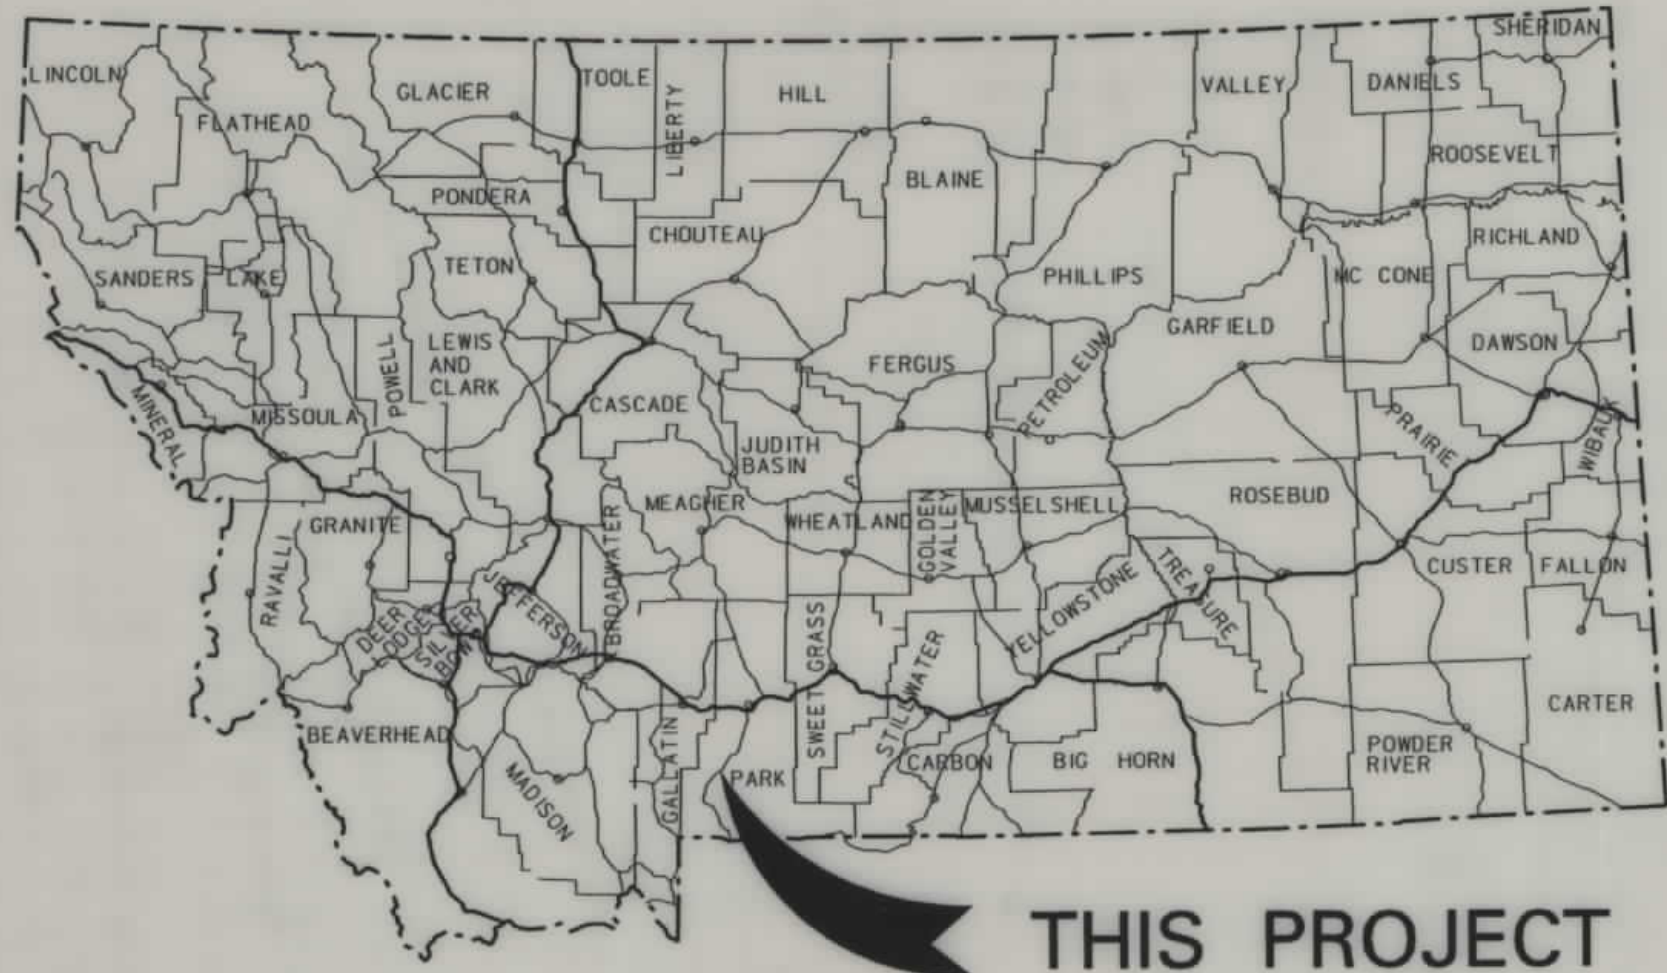 LINCOLN
FLATHEAD
GLACIER
TOOLE
LIBERTY
HILL
BLAINE
VALLEY
DANIELS
SHERIDAN
ROOSEVELT
PONDERA
CHOUTEAU
TETON
SANDERS
LAKE
PHILLIPS
MC CONE
RICHLAND
GARFIELD
DAWSON
MINERAL
MISSOULA
POWELL
LEWIS
AND
CLARK
CASCADE
FERGUS
PETROLEUM
JUDITH
BASIN
PRAIRIE
WIBAUX
GRANITE
RAVALLI
MEAGHER
WHEATLAND
GOLDEN
VALLEY
MUSSELSHELL
ROSEBUD
BROADWATER
JEFFERSON
DEER
LODGE
SILVER
BOW
TREASURE
YELLOWSTONE
CUSTER
FALLON
BEAVERHEAD
MADISON
GALLATIN
PARK
SWEET GRASS
STILLWATER
CARBON
BIG HORN
POWDER
RIVER
CARTER
THIS PROJECT